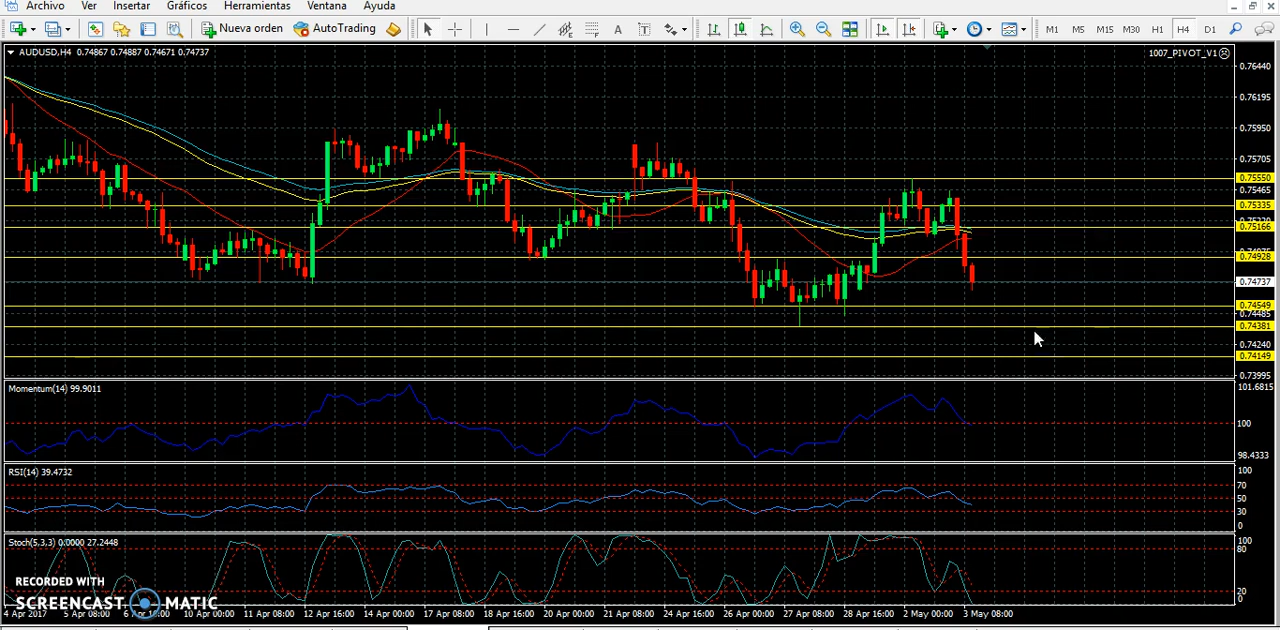 Archivo Ver Insertar Gráficos Herramientas Ventana Ayuda
Nueva orden AutoTrading A T M1 M5 M15 M30 H1 H4 D1
AUDUSD,H4 0.74867 0.74887 0.74671 0.74737
1007_PIVOT_V1
0.76440
0.76195
0.75950
0.75705
0.75550
0.75465
0.75335
0.75166
0.74928
0.74737
0.74549
0.74485
0.74381
0.74240
0.74149
0.73995
Momentum(14) 99.9011
101.6815
100
98.4333
RSI(14) 39.4732
100
70
50
30
0
Stoch(5,3,3) 0.0000 27.2448
100
80
20
0
RECORDED WITH
SCREENCAST MATIC
4 Apr 2017 5 Apr 08:00 6 Apr 16:00 10 Apr 00:00 11 Apr 08:00 12 Apr 16:00 14 Apr 00:00 17 Apr 08:00 18 Apr 16:00 20 Apr 00:00 21 Apr 08:00 24 Apr 16:00 26 Apr 00:00 27 Apr 08:00 28 Apr 16:00 2 May 00:00 3 May 08:00